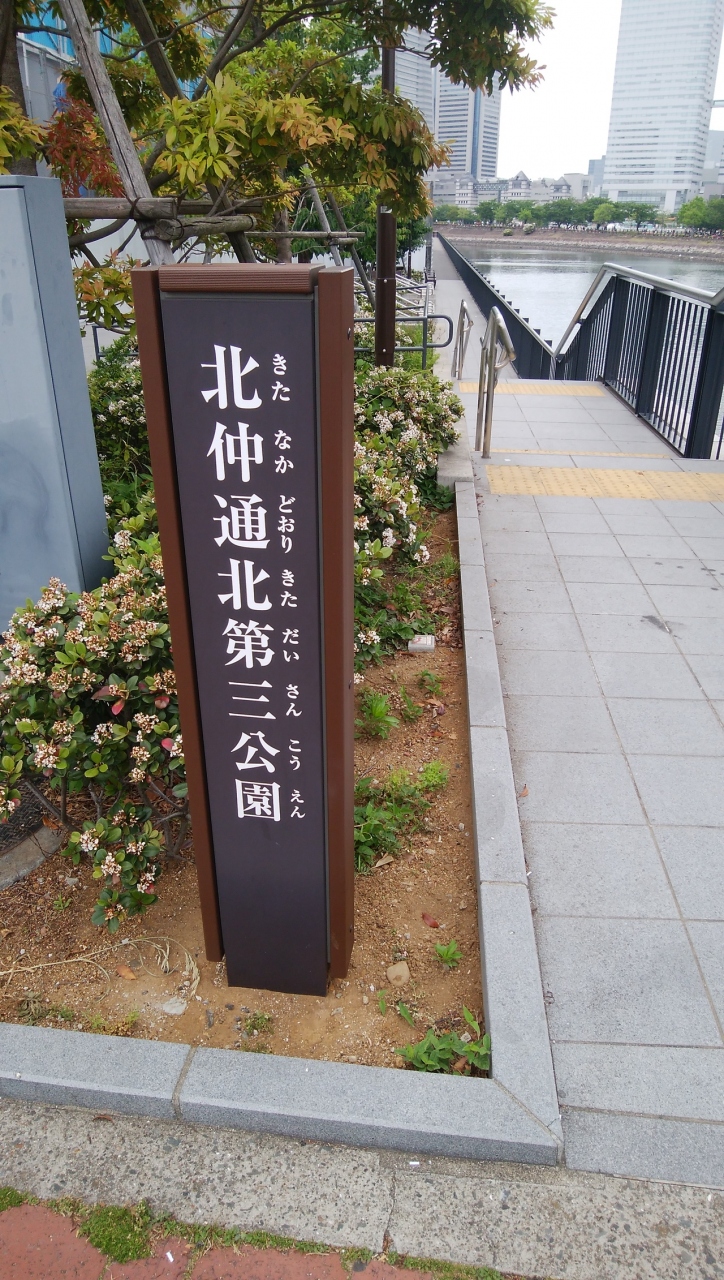 北仲通北第三公園
きた なか どおり きた だい さん こう えん